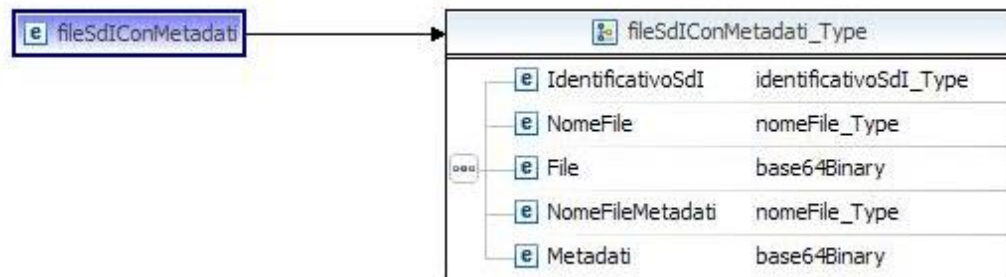 e fileSdIConMetadati
fileSdIConMetadati_Type
e IdentificativoSdI identificativoSdI_Type
e NomeFile nomeFile_Type
e File base64Binary
e NomeFileMetadati nomeFile_Type
e Metadati base64Binary